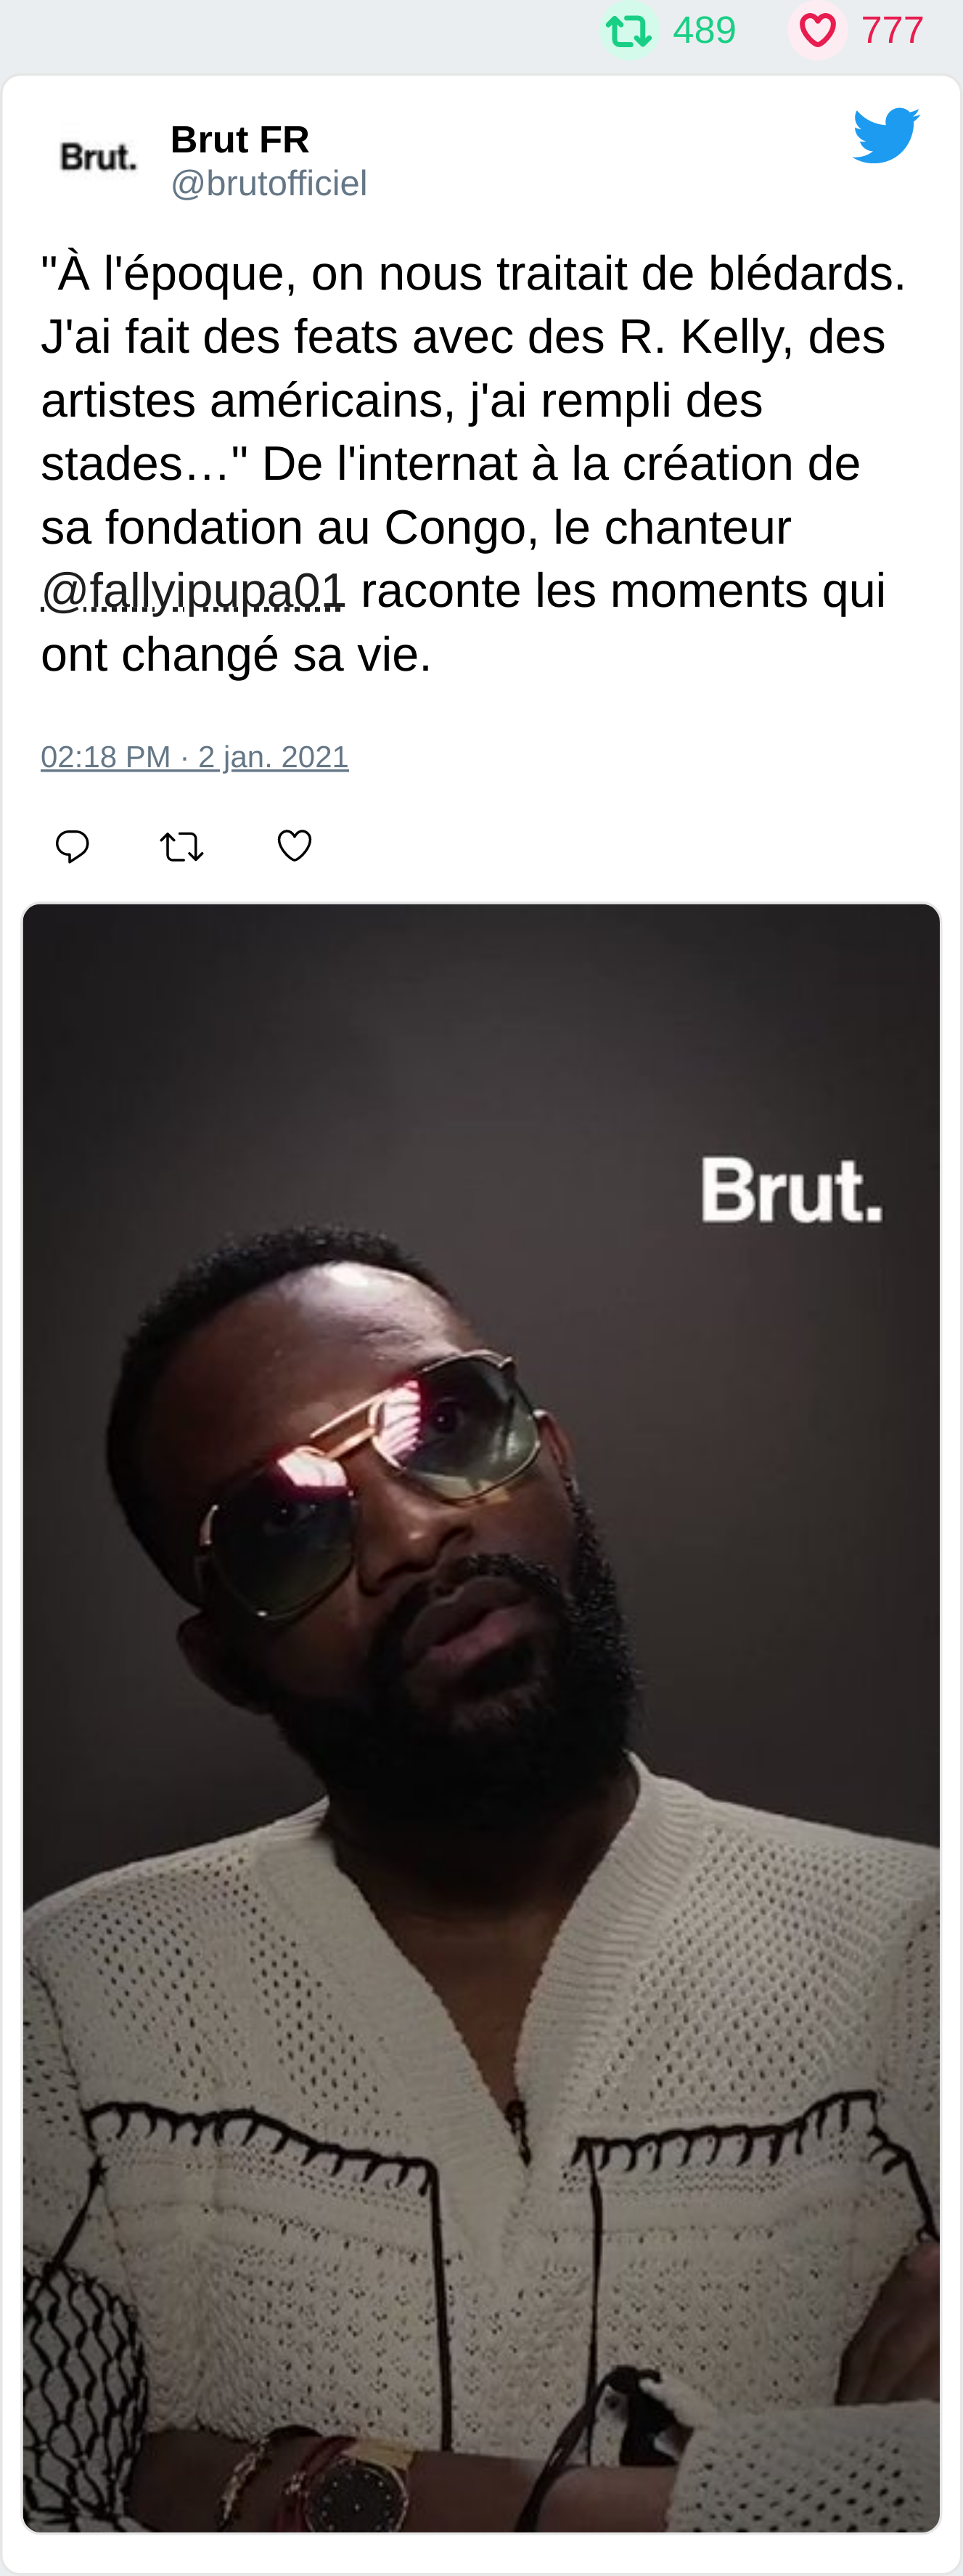 489 777
Brut.
Brut FR
@brutofficiel
"À l'époque, on nous traitait de blédards.
J'ai fait des feats avec des R. Kelly, des
artistes américains, j'ai rempli des
stades…" De l'internat à la création de
sa fondation au Congo, le chanteur
@fallyipupa01 raconte les moments qui
ont changé sa vie.
02:18 PM · 2 jan. 2021
Brut.